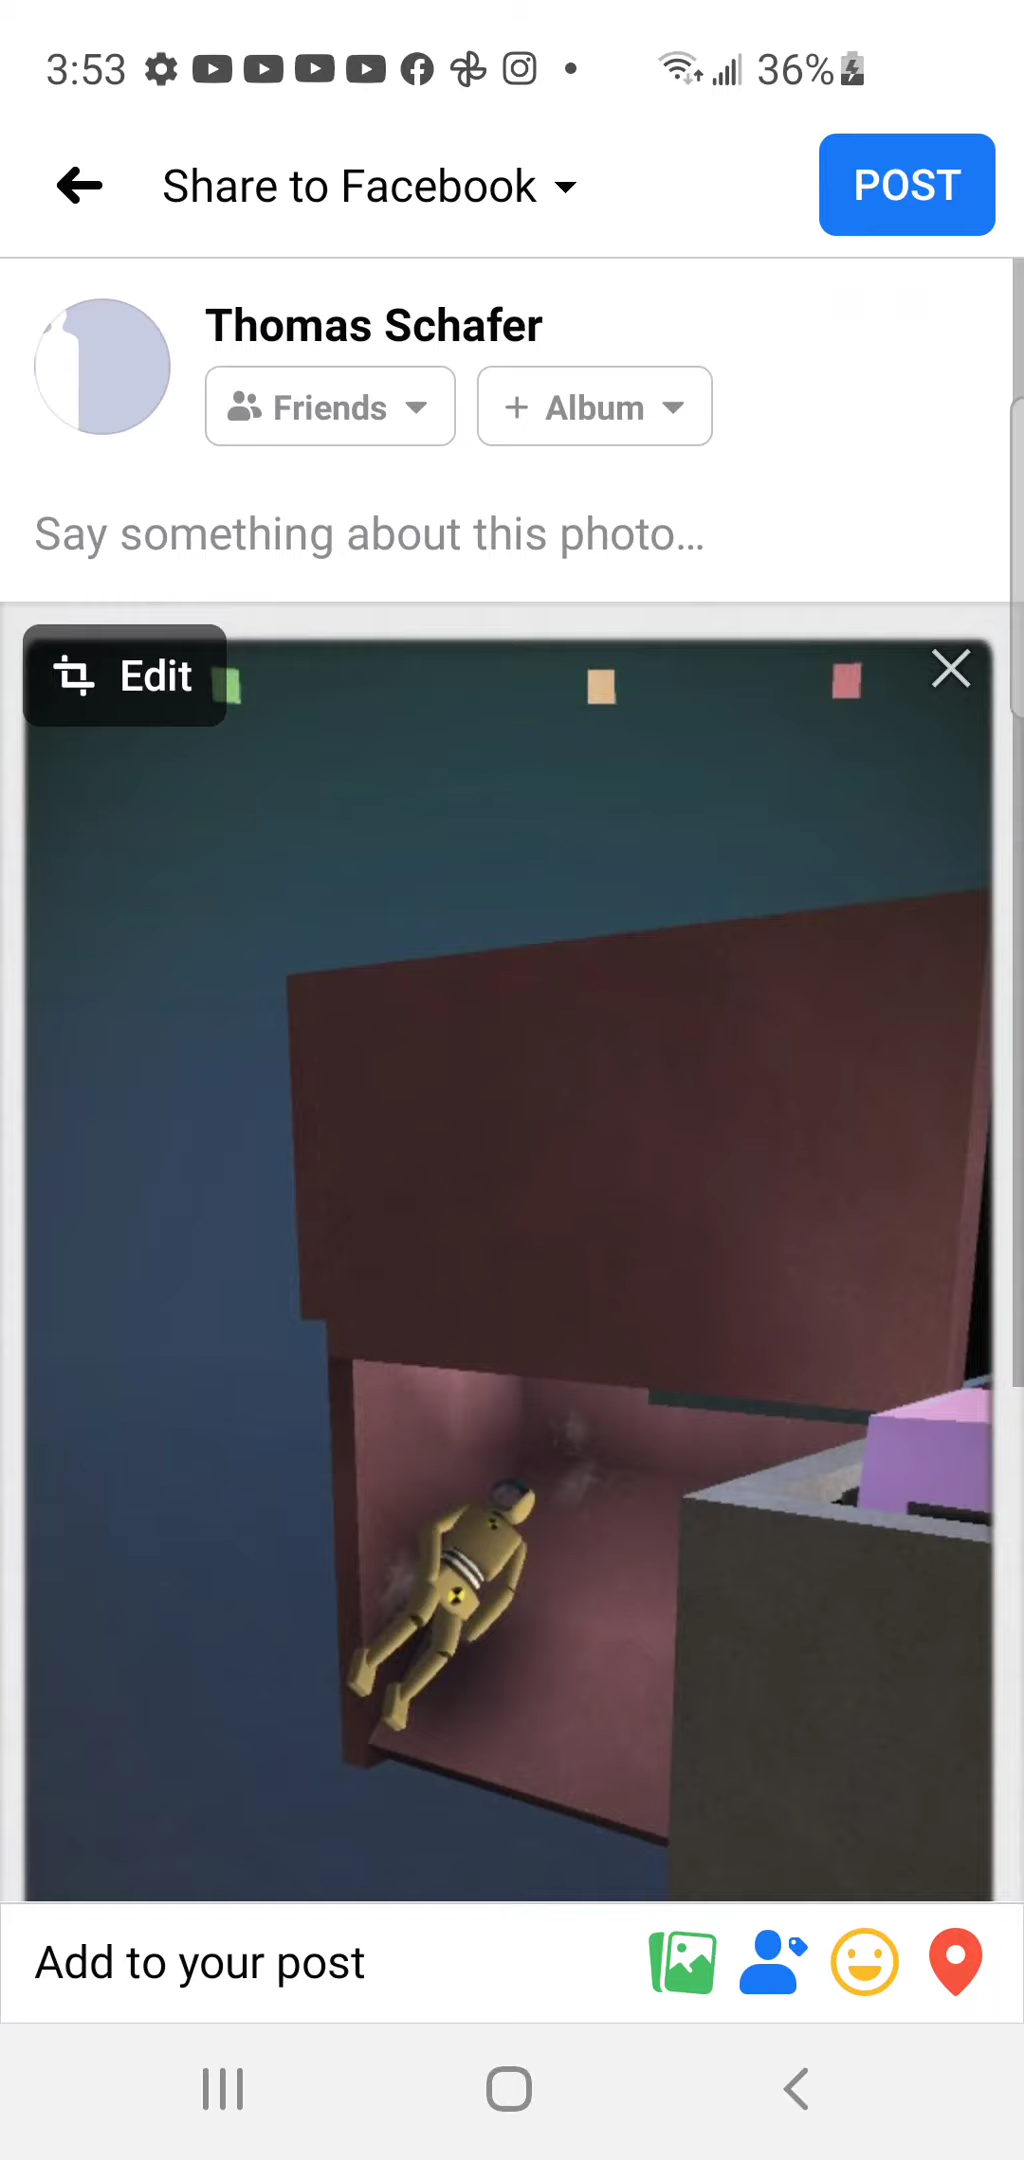 3:53 36%
Share to Facebook POST
Thomas Schafer
Friends + Album
Say something about this photo...
Edit
Add to your post